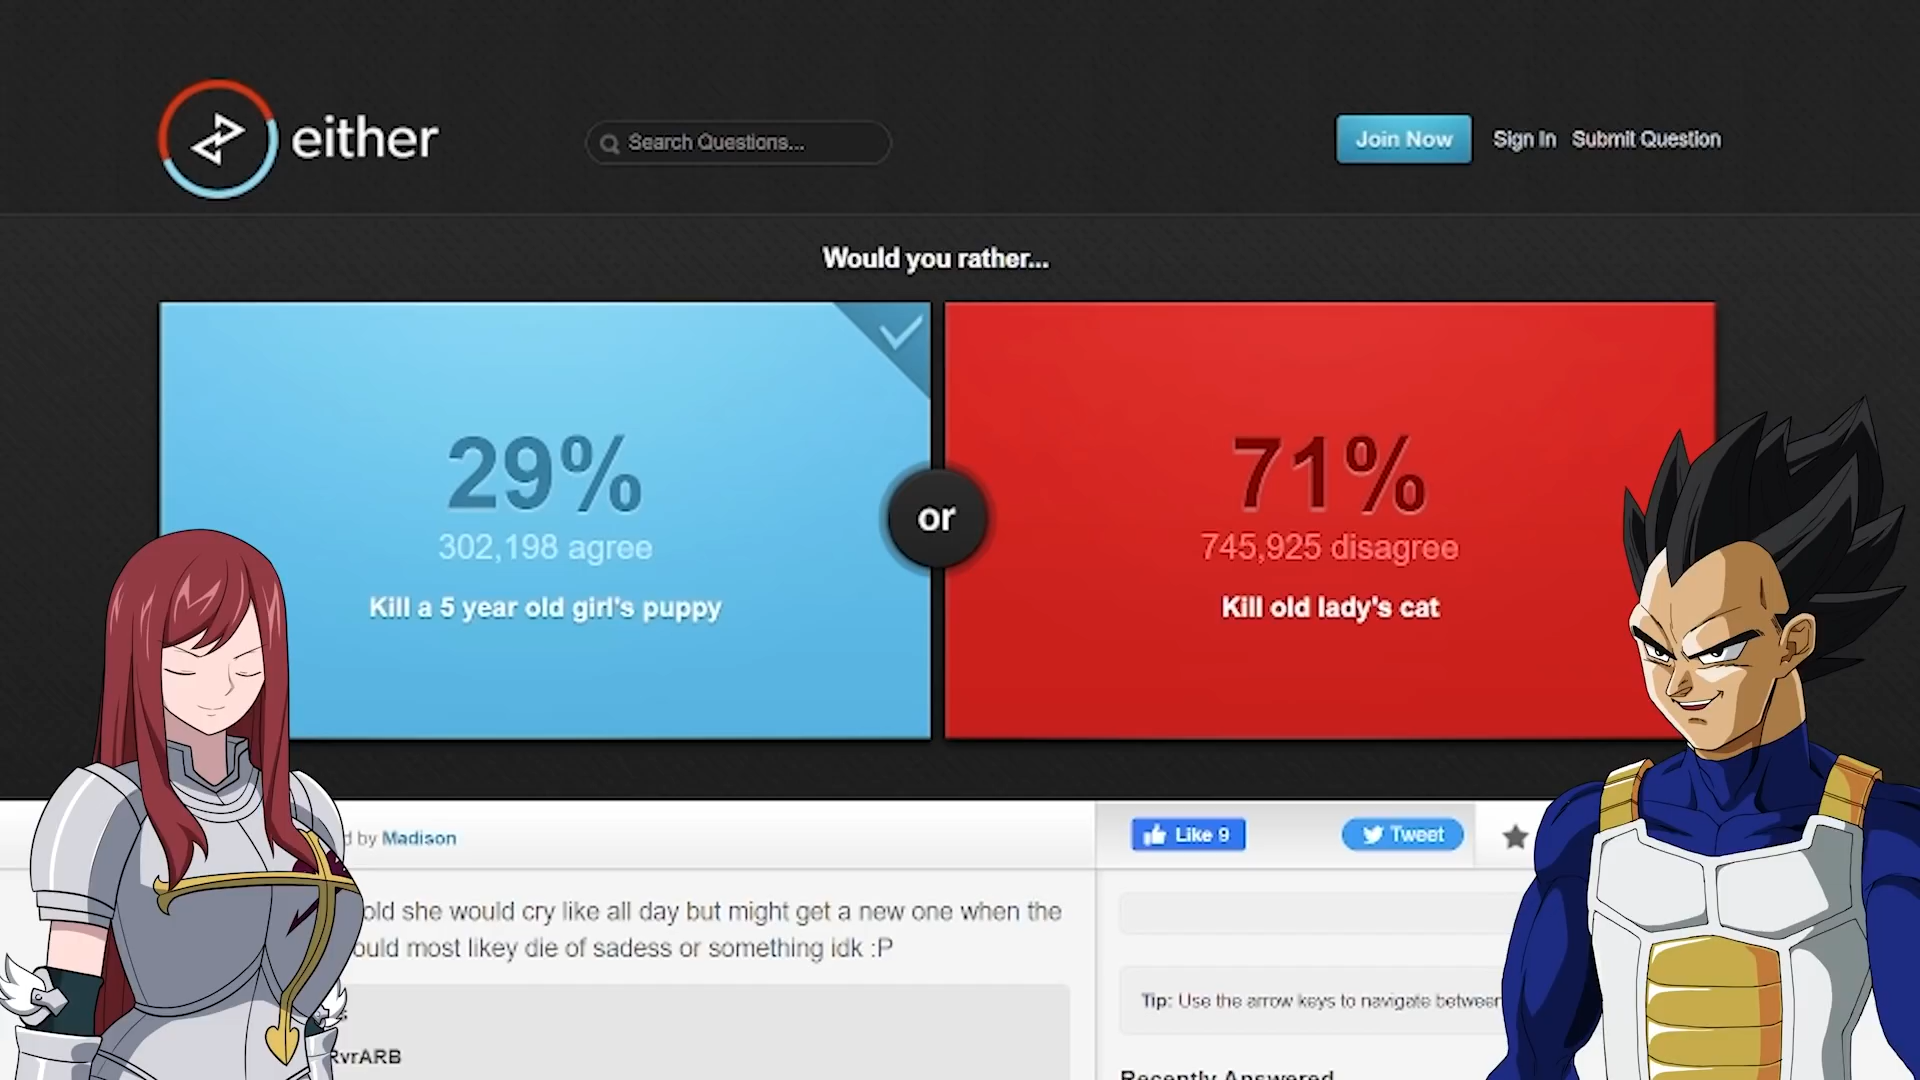 either
Search Questions...
Join Now
Sign In
Submit Question
Would you rather...
29%
302,198 agree
Kill a 5 year old girl's puppy
or
71%
745,925 disagree
Kill old lady's cat
by Madison
Like 9
Tweet
old she would cry like all day but might get a new one when the
most likey die of sadess or something idk :P
Tip: Use the arrow keys to navigate between
RvrARB
Recently Answered